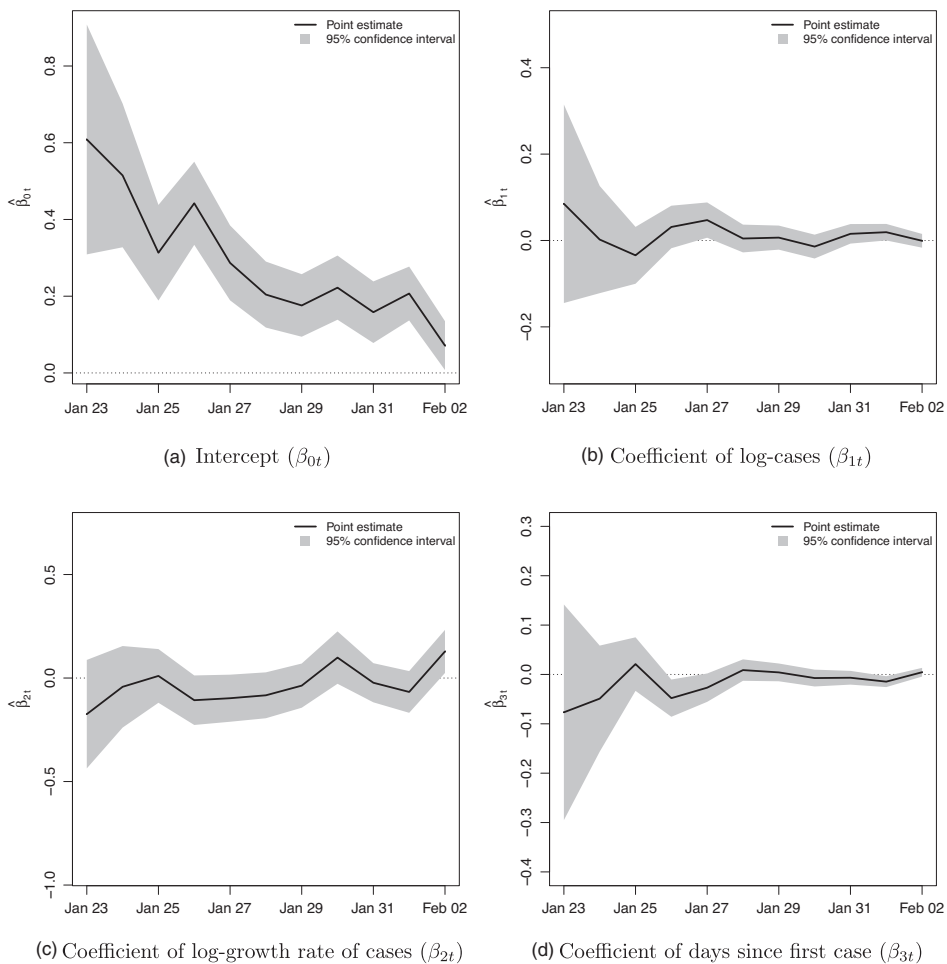 Point estimate
95% confidence interval
0.8
0.6
0.4
0.2
0.0
β̂0t
Jan 23 Jan 25 Jan 27 Jan 29 Jan 31 Feb 02
(a) Intercept (β0t)
Point estimate
95% confidence interval
0.4
0.2
0.0
−0.2
β̂1t
Jan 23 Jan 25 Jan 27 Jan 29 Jan 31 Feb 02
(b) Coefficient of log-cases (β1t)
Point estimate
95% confidence interval
0.5
0.0
−0.5
−1.0
β̂2t
Jan 23 Jan 25 Jan 27 Jan 29 Jan 31 Feb 02
(c) Coefficient of log-growth rate of cases (β2t)
Point estimate
95% confidence interval
0.3
0.2
0.1
0.0
−0.1
−0.2
−0.3
−0.4
β̂3t
Jan 23 Jan 25 Jan 27 Jan 29 Jan 31 Feb 02
(d) Coefficient of days since first case (β3t)